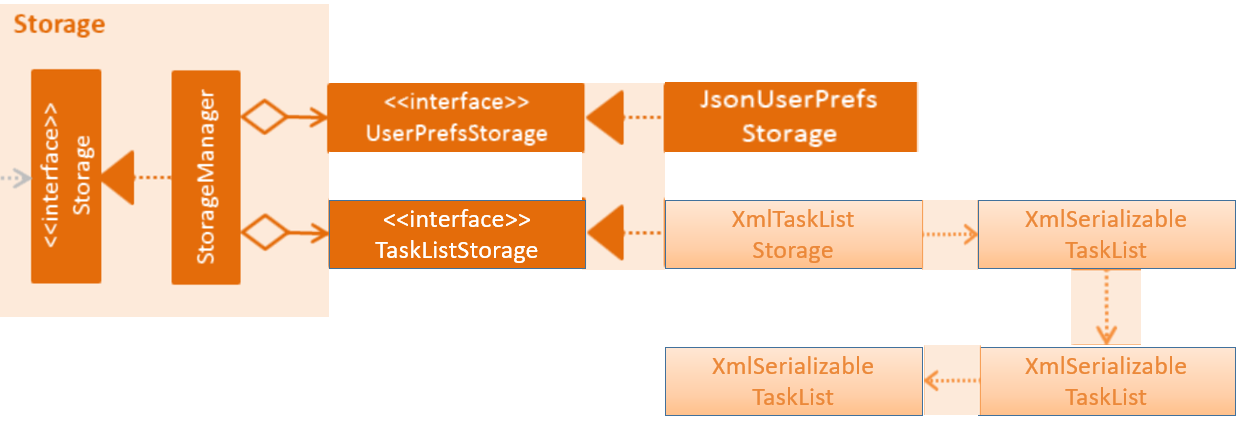 Storage
<<interface>>
Storage
StorageManager
<<interface>>
UserPrefsStorage
JsonUserPrefs
Storage
<<interface>>
TaskListStorage
XmlTaskList
Storage
XmlSerializable
TaskList
XmlSerializable
TaskList
XmlSerializable
TaskList